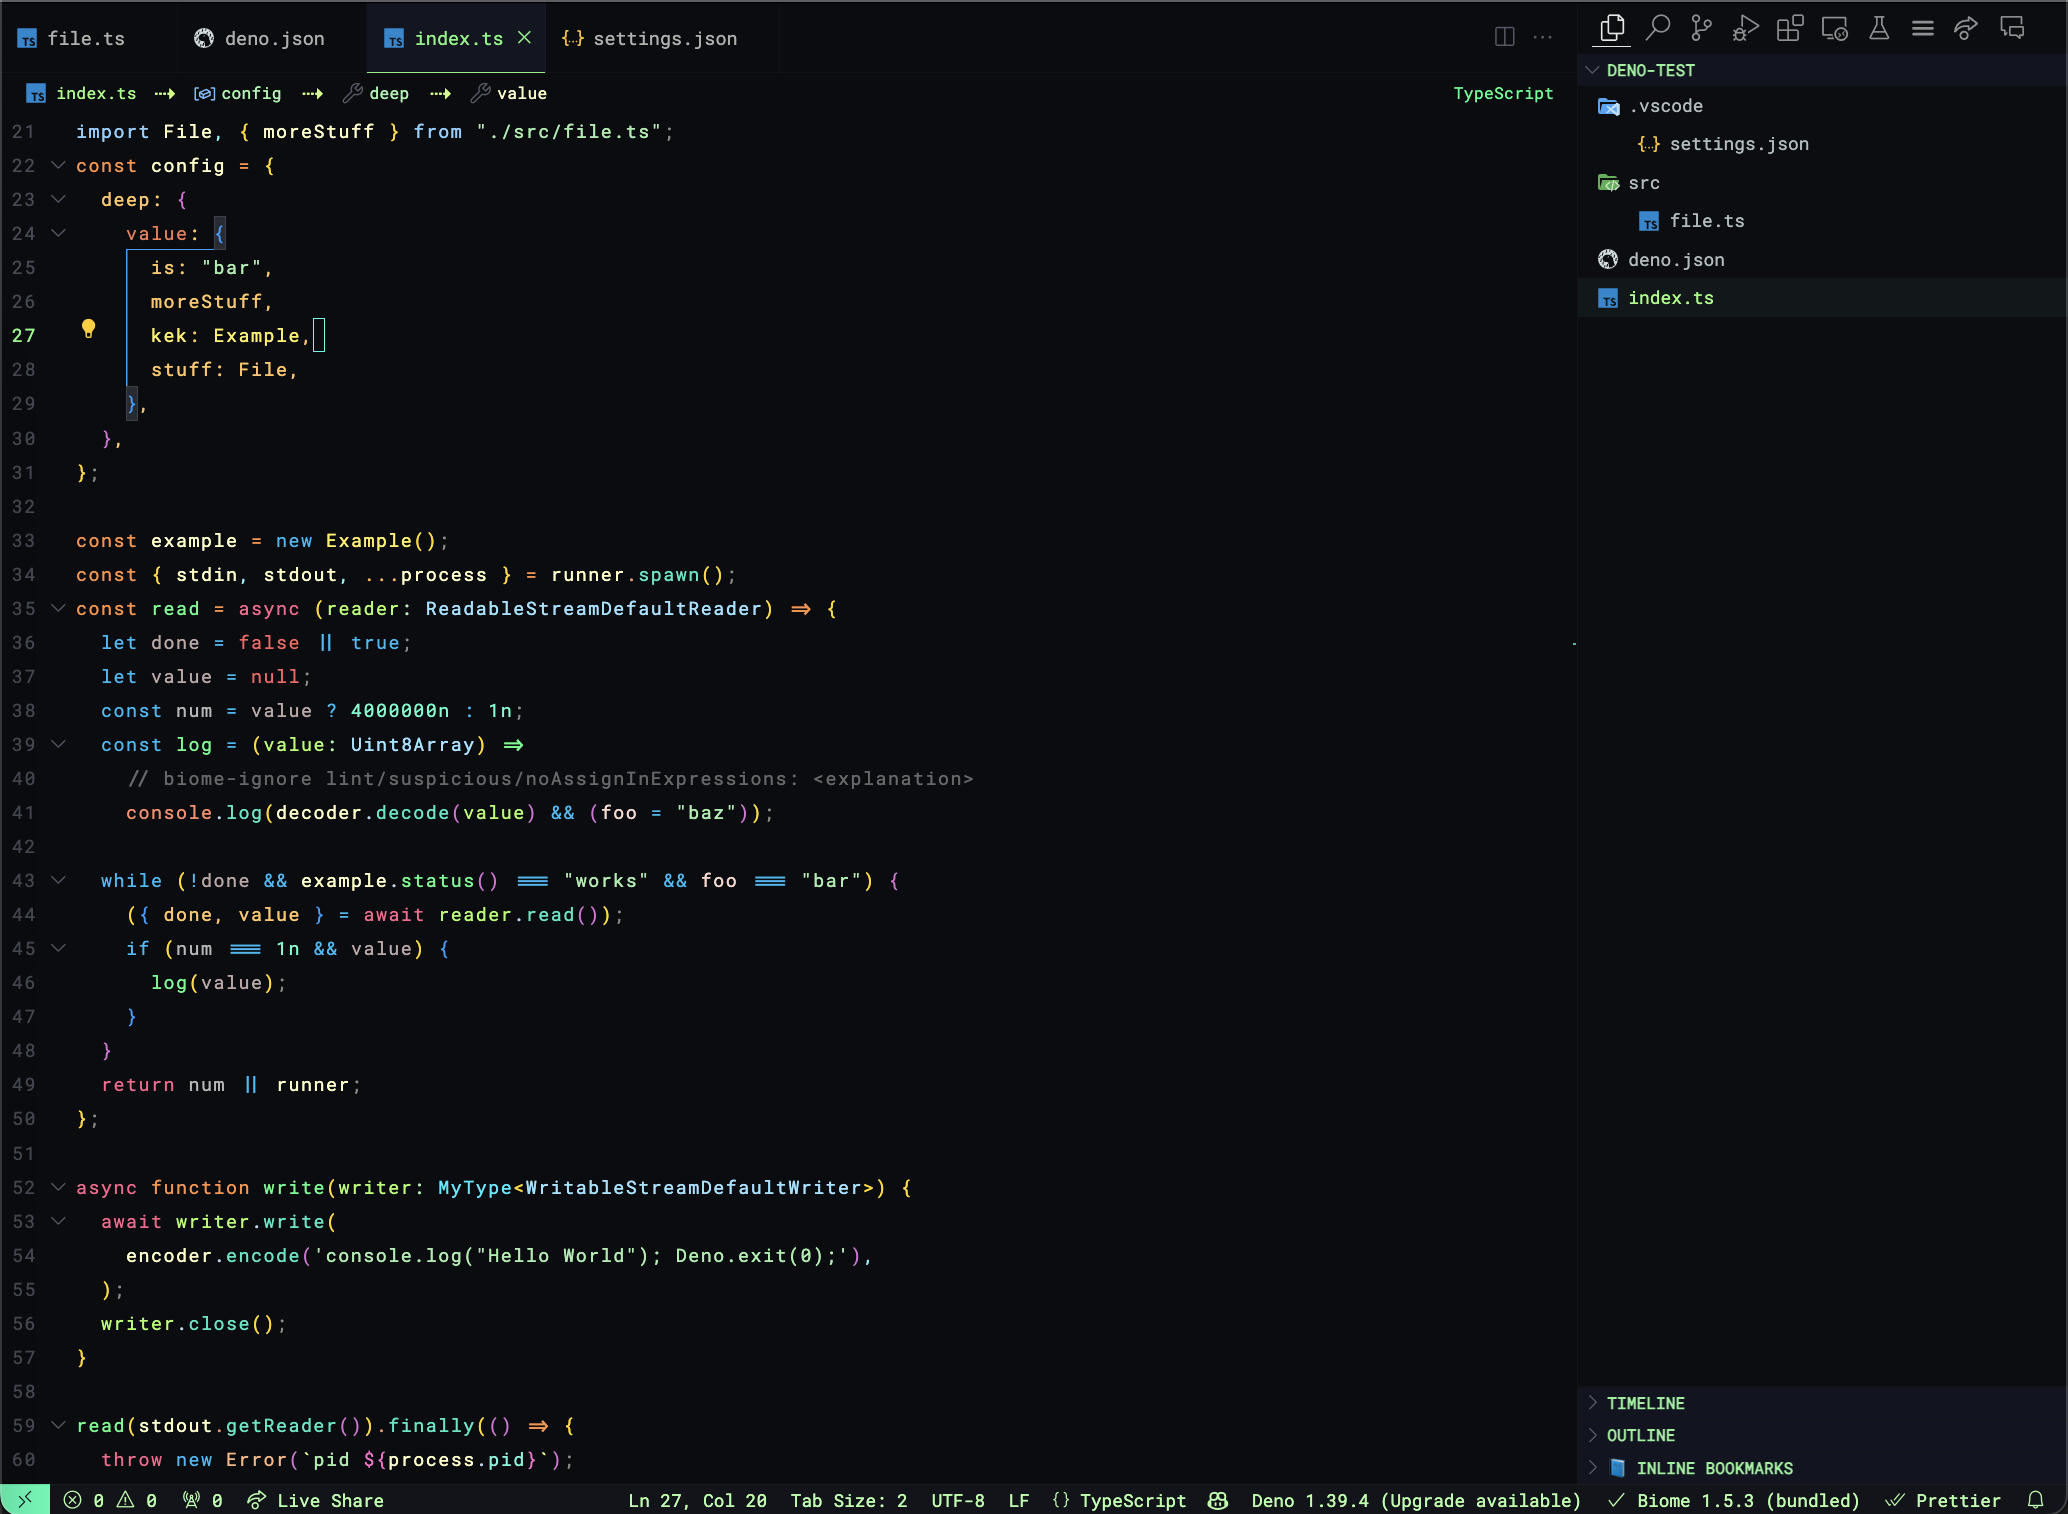 file.ts deno.json index.ts settings.json
index.ts config deep value TypeScript
21 import File, { moreStuff } from "./src/file.ts";
22 const config = {
23 deep: {
24 value: {
25 is: "bar",
26 moreStuff,
27 kek: Example,
28 stuff: File,
29 },
30 },
31 };
32
33 const example = new Example();
34 const { stdin, stdout, ...process } = runner.spawn();
35 const read = async (reader: ReadableStreamDefaultReader) => {
36 let done = false || true;
37 let value = null;
38 const num = value ? 4000000n : 1n;
39 const log = (value: Uint8Array) =>
40 // biome-ignore lint/suspicious/noAssignInExpressions: <explanation>
41 console.log(decoder.decode(value) && (foo = "baz"));
42
43 while (!done && example.status() === "works" && foo === "bar") {
44 ({ done, value } = await reader.read());
45 if (num === 1n && value) {
46 log(value);
47 }
48 }
49 return num || runner;
50 };
51
52 async function write(writer: MyType<WritableStreamDefaultWriter>) {
53 await writer.write(
54 encoder.encode('console.log("Hello World"); Deno.exit(0);'),
55 );
56 writer.close();
57 }
58
59 read(stdout.getReader()).finally(() => {
60 throw new Error(`pid ${process.pid}`);
DENO-TEST
.vscode
{..} settings.json
src
TS file.ts
deno.json
TS index.ts
TIMELINE
OUTLINE
INLINE BOOKMARKS
0 0 0 Live Share Ln 27, Col 20 Tab Size: 2 UTF-8 LF {} TypeScript Deno 1.39.4 (Upgrade available) Biome 1.5.3 (bundled) Prettier